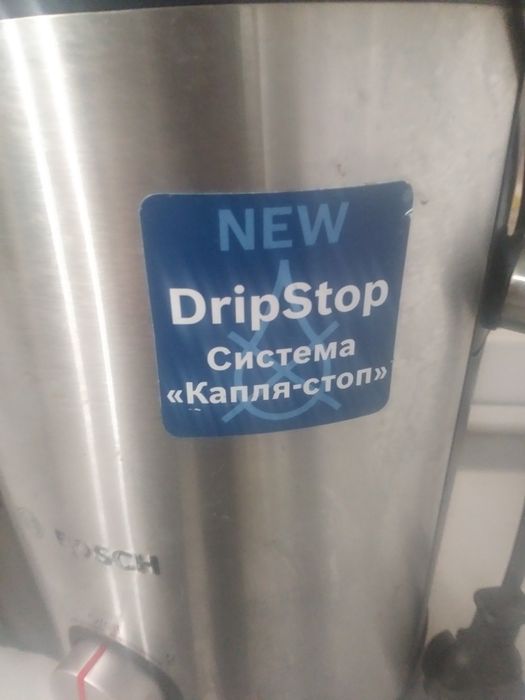 NEW
DripStop
Система
«Капля-стоп»
BOSCH